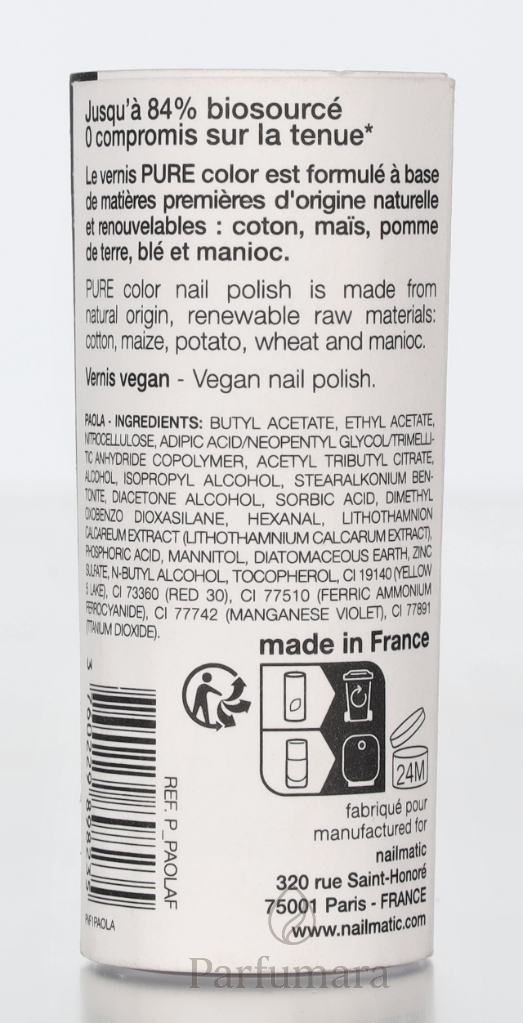 Jusqu'à 84% biosourcé
0 compromis sur la tenue*
Le vernis PURE color est formulé à base
de matières premières d'origine naturelle
et renouvelables : coton, maïs, pomme
de terre, blé et manioc.
PURE color nail polish is made from
natural origin, renewable raw materials:
cotton, maize, potato, wheat and manioc.
Vernis vegan - Vegan nail polish.
PAOLA - INGREDIENTS: BUTYL ACETATE, ETHYL ACETATE,
NITROCELLULOSE, ADIPIC ACID/NEOPENTYL GLYCOL/TRIMELLI-
TIC ANHYDRIDE COPOLYMER, ACETYL TRIBUTYL CITRATE,
ALCOHOL, ISOPROPYL ALCOHOL, STEARALKONIUM BEN-
TONITE, DIACETONE ALCOHOL, SORBIC ACID, DIMETHYL
OXOBENZO DIOXASILANE, HEXANAL, LITHOTHAMNION
CALCAREUM EXTRACT (LITHOTHAMNIUM CALCARUM EXTRACT),
PHOSPHORIC ACID, MANNITOL, DIATOMACEOUS EARTH, ZINC
SULFATE, N-BUTYL ALCOHOL, TOCOPHEROL, CI 19140 (YELLOW
5 LAKE), CI 73360 (RED 30), CI 77510 (FERRIC AMMONIUM
FERROCYANIDE), CI 77742 (MANGANESE VIOLET), CI 77891
(TITANIUM DIOXIDE).
made in France
24M
3 760229 898235
REF. P_PAOLAF
fabriqué pour
manufactured for
nailmatic
320 rue Saint-Honoré
75001 Paris - FRANCE
www.nailmatic.com
Parfumara